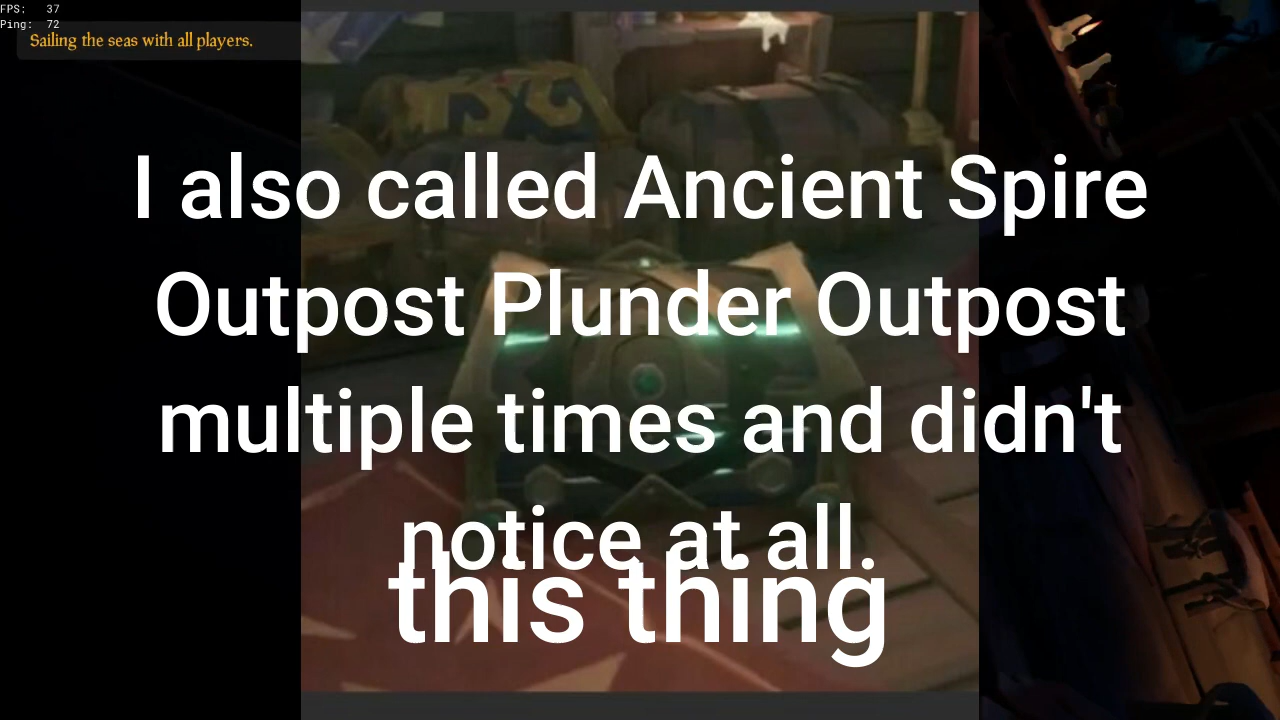 FPS: 37
Ping: 72
Sailing the seas with all players.
I also called Ancient Spire
Outpost Plunder Outpost
multiple times and didn't
notice at all.
this thing